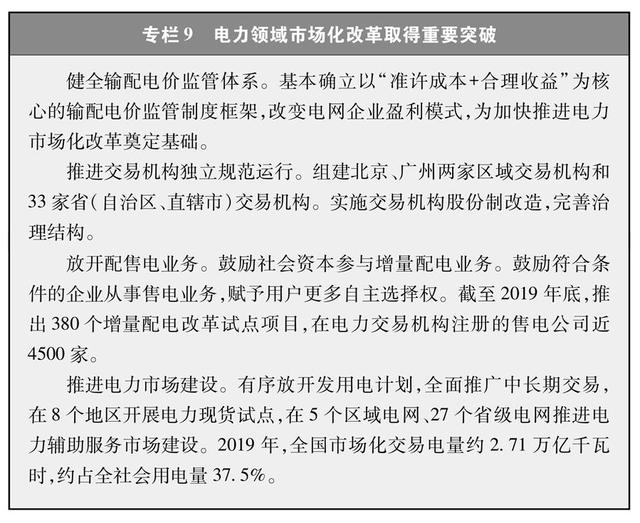 专栏 9 电力领域市场化改革取得重要突破
健全输配电价监管体系。基本确立以“准许成本+合理收益”为核
心的输配电价监管制度框架,改变电网企业盈利模式,为加快推进电力
市场化改革奠定基础。
推进交易机构独立规范运行。组建北京、广州两家区域交易机构和
33 家省(自治区、直辖市)交易机构。实施交易机构股份制改造,完善治
理结构。
放开配售电业务。鼓励社会资本参与增量配电业务。鼓励符合条
件的企业从事售电业务,赋予用户更多自主选择权。截至 2019 年底,推
出 380 个增量配电改革试点项目,在电力交易机构注册的售电公司近
4500 家。
推进电力市场建设。有序放开发用电计划,全面推广中长期交易,
在 8 个地区开展电力现货试点,在 5 个区域电网、27 个省级电网推进电
力辅助服务市场建设。2019 年,全国市场化交易电量约 2. 71 万亿千瓦
时,约占全社会用电量 37. 5%。